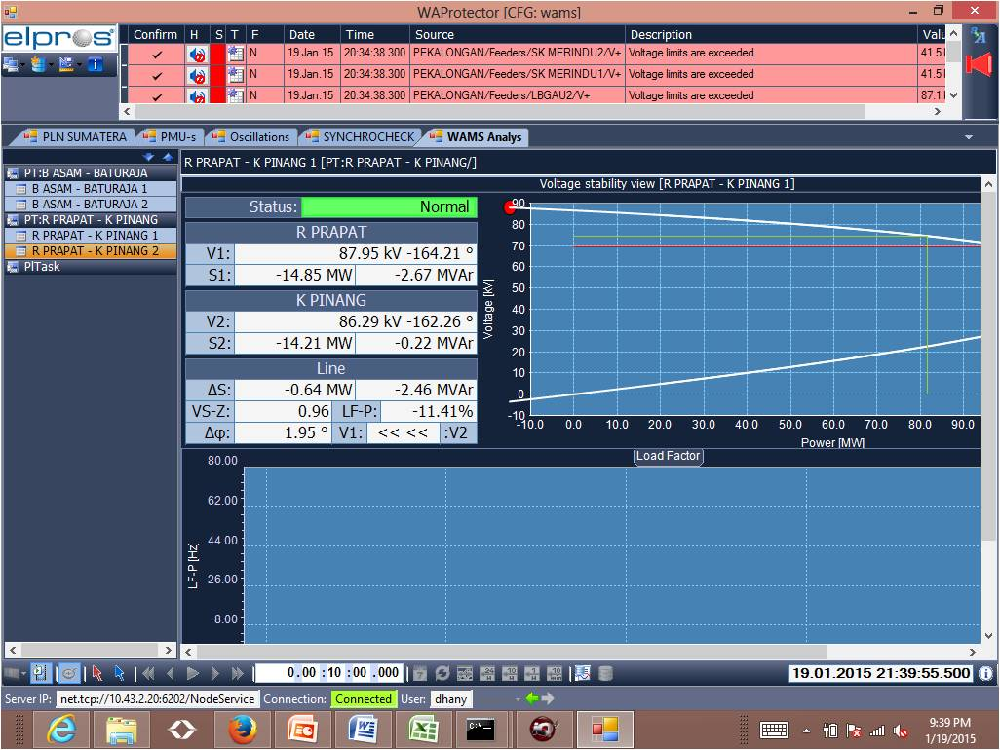 WAProtector [CFG: wams]
elpros
Confirm H S T F Date Time Source Description Valu
N 19.Jan.15 20:34:38.300 PEKALONGAN/Feeders/SK MERINDU2/V+ Voltage limits are exceeded 41.5
N 19.Jan.15 20:34:38.300 PEKALONGAN/Feeders/SK MERINDU1/V+ Voltage limits are exceeded 41.5
N 19.Jan.15 20:34:38.300 PEKALONGAN/Feeders/LBGAU2/V+ Voltage limits are exceeded 87.1
PLN SUMATERA PMU-s Oscillations SYNCHROCHECK WAMS Analys
PT:B ASAM - BATURAJA
B ASAM - BATURAJA 1
B ASAM - BATURAJA 2
PT:R PRAPAT - K PINANG
R PRAPAT - K PINANG 1
R PRAPAT - K PINANG 2
PITask
R PRAPAT - K PINANG 1 [PT:R PRAPAT - K PINANG/]
Voltage stability view [R PRAPAT - K PINANG 1]
Status: Normal
R PRAPAT
V1: 87.95 kV -164.21 °
S1: -14.85 MW -2.67 MVAr
K PINANG
V2: 86.29 kV -162.26 °
S2: -14.21 MW -0.22 MVAr
Line
ΔS: -0.64 MW -2.46 MVAr
VS-Z: 0.96 LF-P: -11.41%
Δφ: 1.95 ° V1: << << :V2
Voltage [kV]
90
80
70
60
50
40
30
20
10
0
-10
-10.0 0.0 10.0 20.0 30.0 40.0 50.0 60.0 70.0 80.0 90.0
Power [MW]
Load Factor
LF-P [Hz]
80.00
62.00
44.00
26.00
8.00
0.00 :10 :00 .000
19.01.2015 21:39:55.500
Server IP: net.tcp://10.43.2.20:6202/NodeService Connection: Connected User: dhany
9:39 PM
1/19/2015